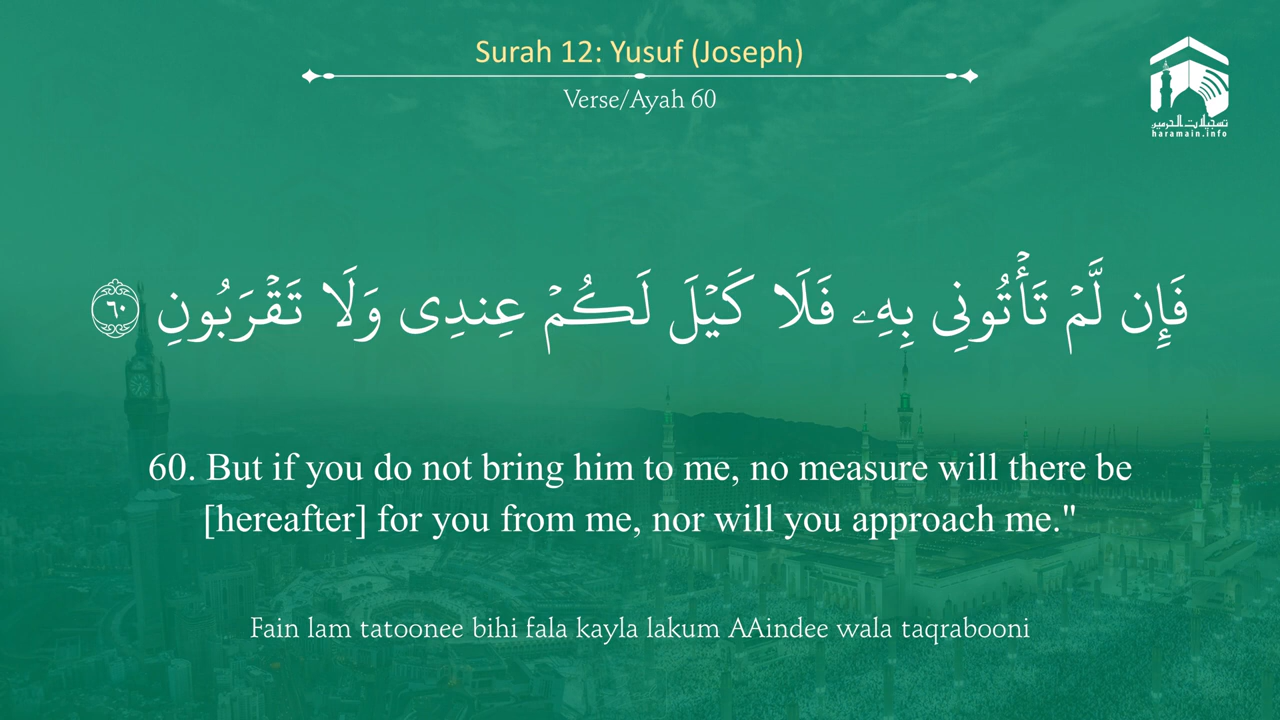 Surah 12: Yusuf (Joseph)
Verse/Ayah 60
تسجيلات الحرمين
haramain.info
فَإِن لَّمْ تَأْتُونِى بِهِۦ فَلَا كَيْلَ لَكُمْ عِندِى وَلَا تَقْرَبُونِ ٦٠
60. But if you do not bring him to me, no measure will there be
[hereafter] for you from me, nor will you approach me."
Fain lam tatoonee bihi fala kayla lakum AAindee wala taqrabooni